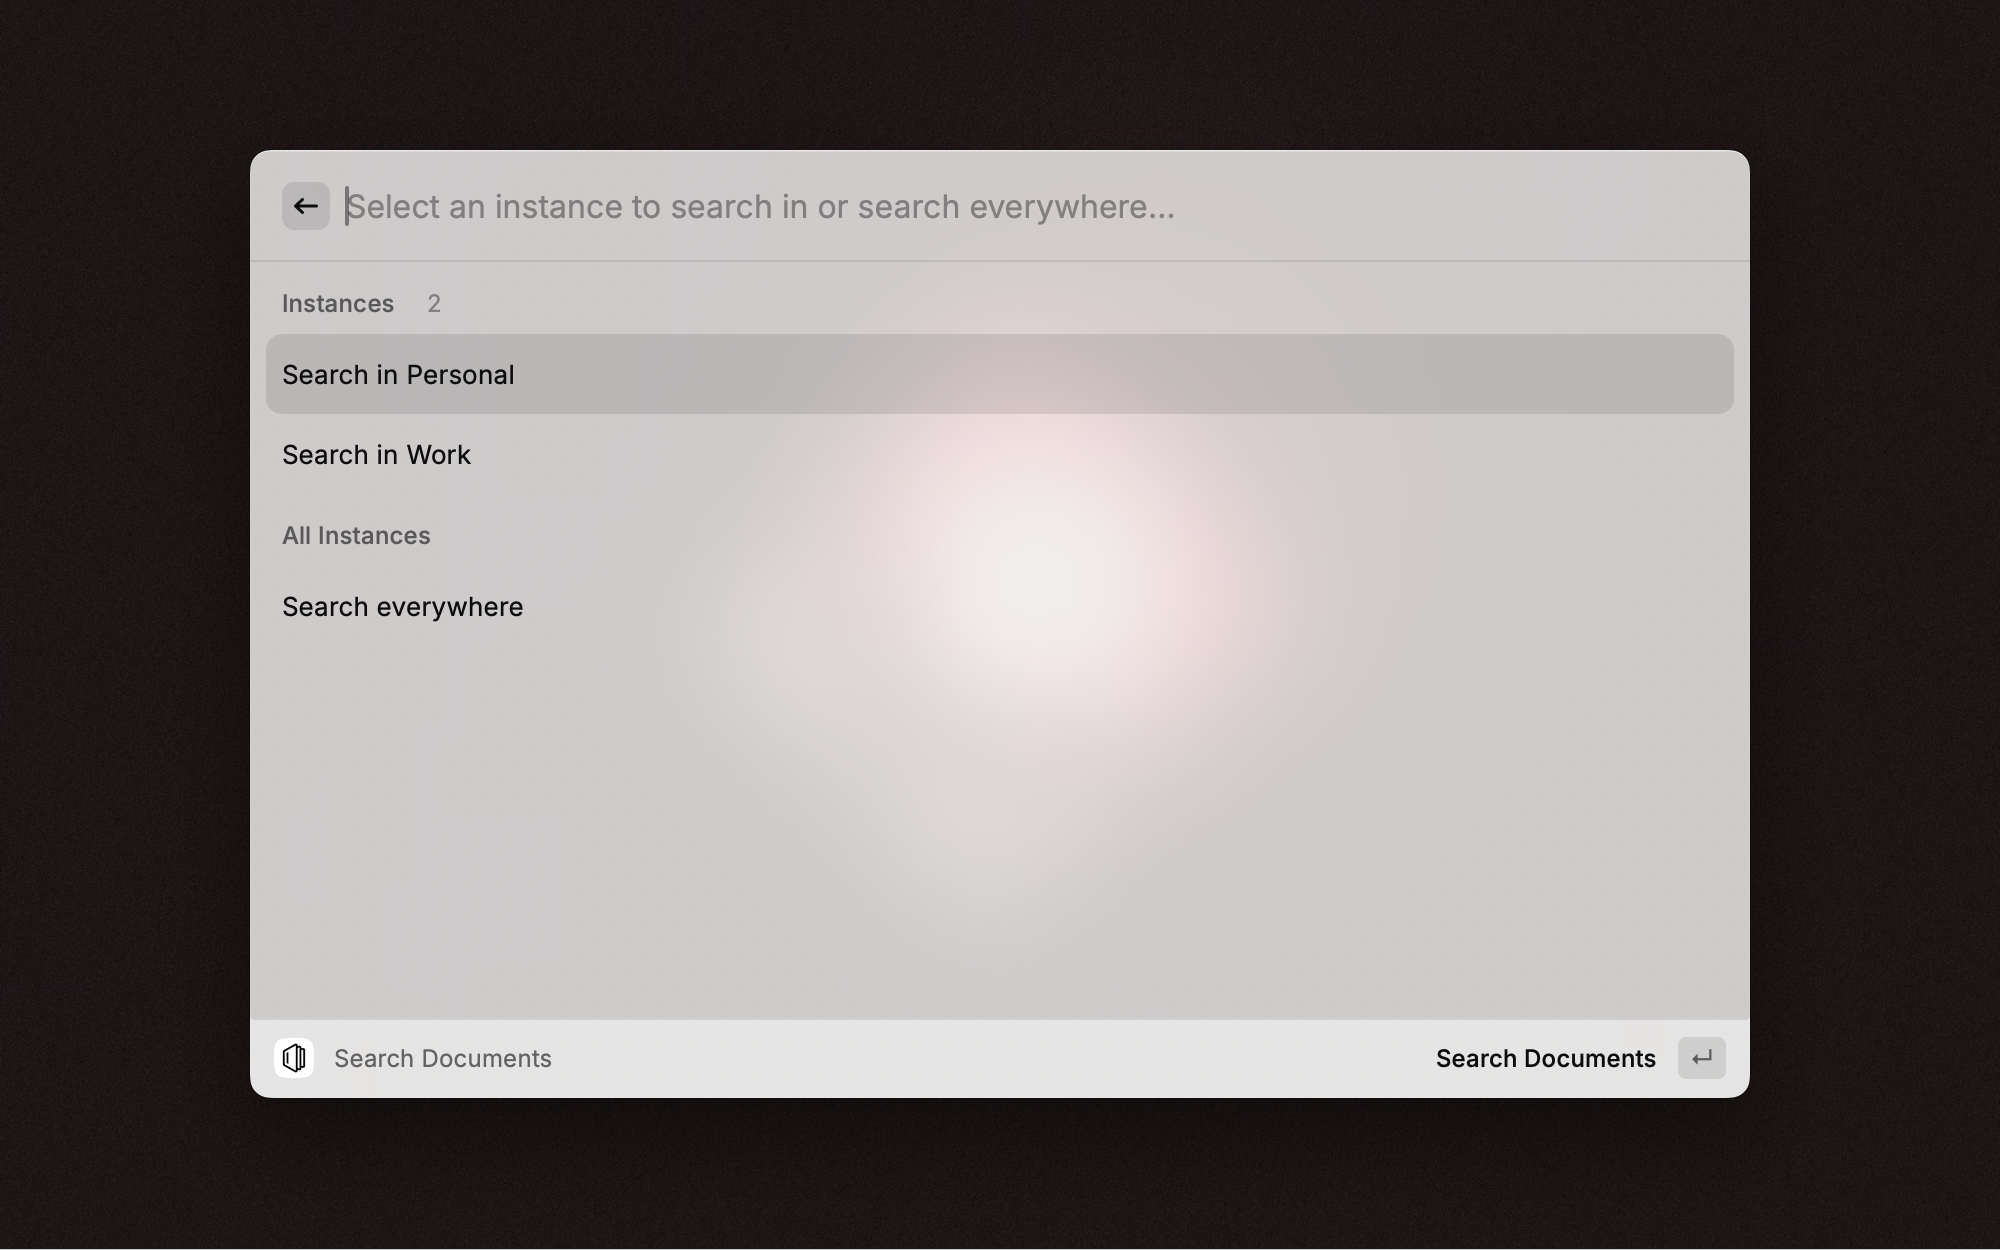 Select an instance to search in or search everywhere...
Instances 2
Search in Personal
Search in Work
All Instances
Search everywhere
Search Documents
Search Documents